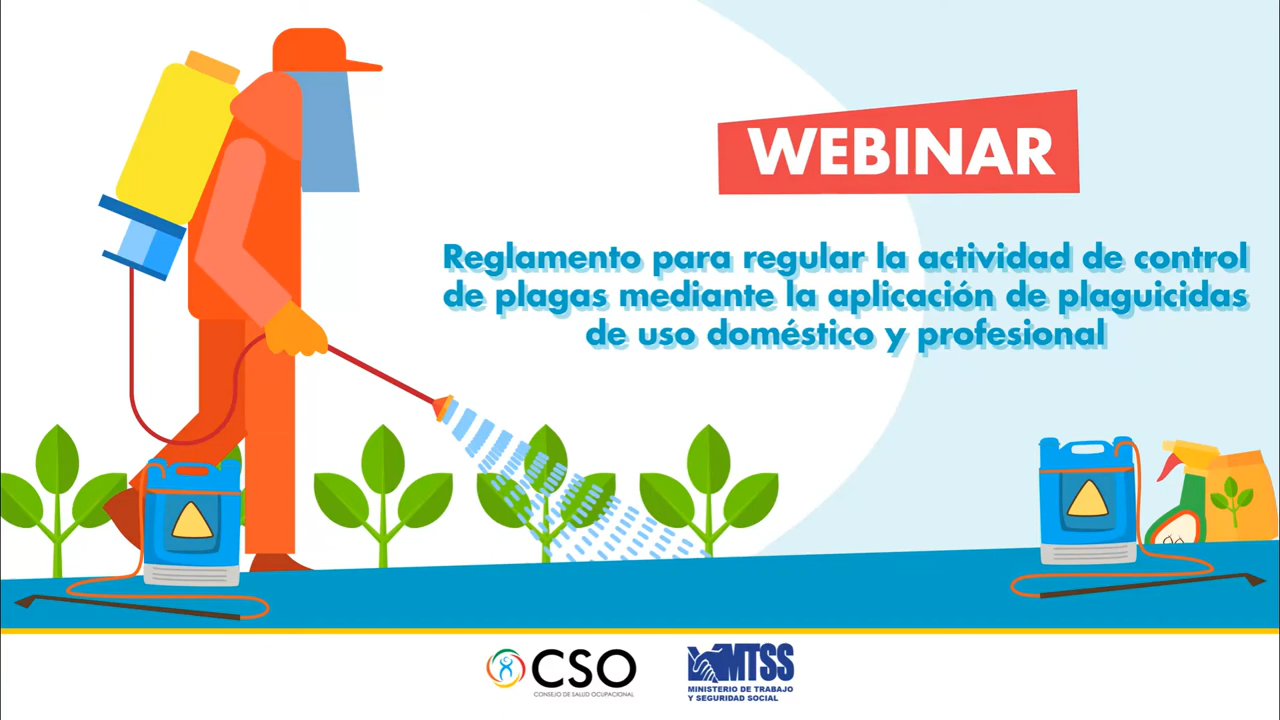 WEBINAR
Reglamento para regular la actividad de control
de plagas mediante la aplicación de plaguicidas
de uso doméstico y profesional
CSO
CONSEJO DE SALUD OCUPACIONAL
MTSS
MINISTERIO DE TRABAJO
Y SEGURIDAD SOCIAL